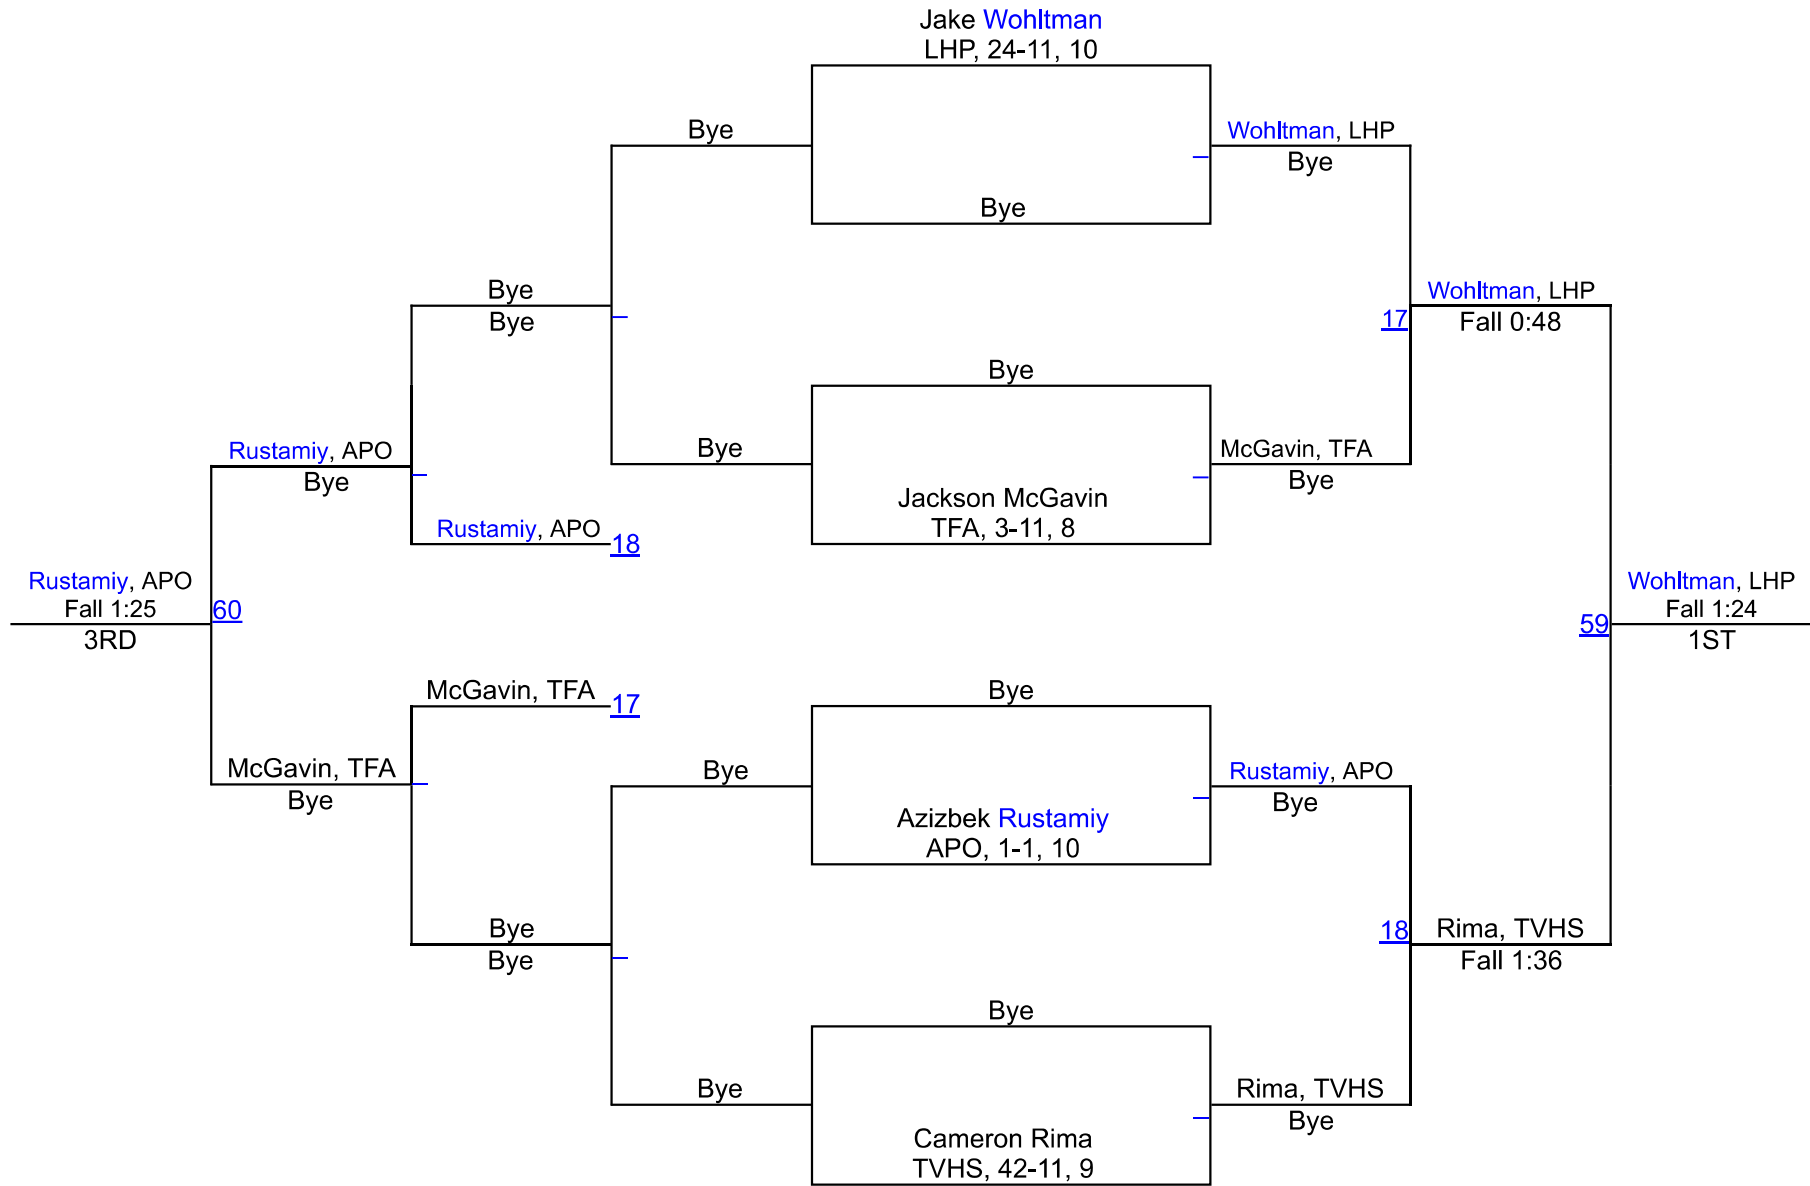 Jake Wohltman
LHP, 24-11, 10
Bye
Wohltman, LHP
Bye
Bye
Bye
Bye
Wohltman, LHP
17
Fall 0:48
Bye
Bye
McGavin, TFA
Bye
Jackson McGavin
TFA, 3-11, 8
Rustamiy, APO
Bye
Rustamiy, APO
18
Rustamiy, APO
Fall 1:25
60
3RD
Wohltman, LHP
Fall 1:24
59
1ST
McGavin, TFA
17
Bye
McGavin, TFA
Bye
Bye
Rustamiy, APO
Bye
Azizbek Rustamiy
APO, 1-1, 10
Bye
Bye
18
Rima, TVHS
Fall 1:36
Bye
Bye
Rima, TVHS
Bye
Cameron Rima
TVHS, 42-11, 9